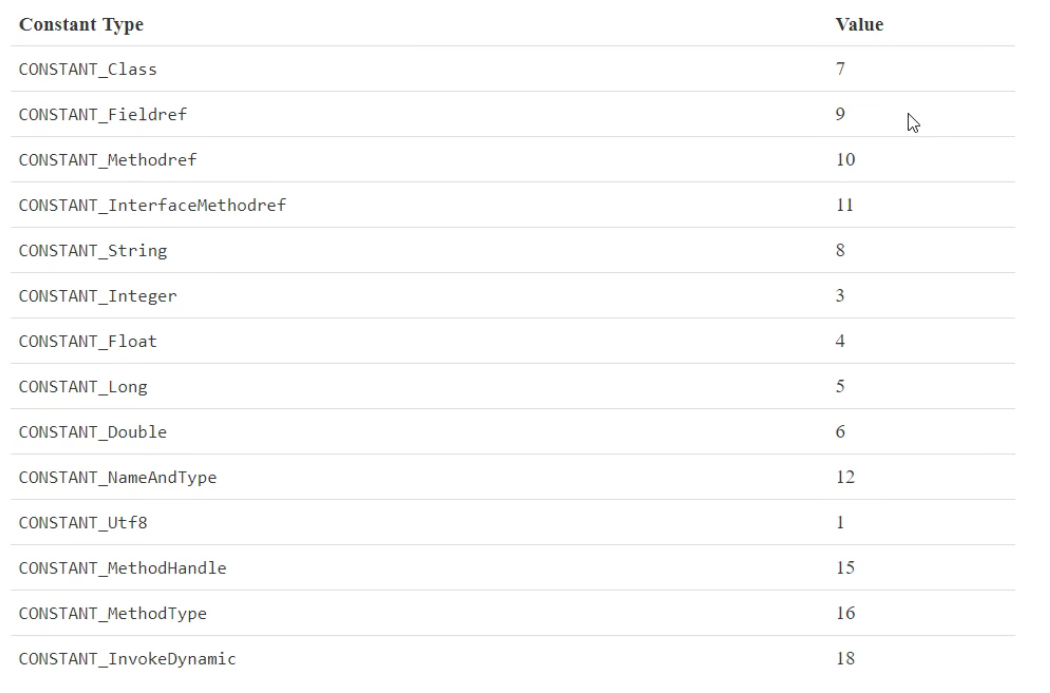 Constant Type Value
CONSTANT_Class 7
CONSTANT_Fieldref 9
CONSTANT_Methodref 10
CONSTANT_InterfaceMethodref 11
CONSTANT_String 8
CONSTANT_Integer 3
CONSTANT_Float 4
CONSTANT_Long 5
CONSTANT_Double 6
CONSTANT_NameAndType 12
CONSTANT_Utf8 1
CONSTANT_MethodHandle 15
CONSTANT_MethodType 16
CONSTANT_InvokeDynamic 18